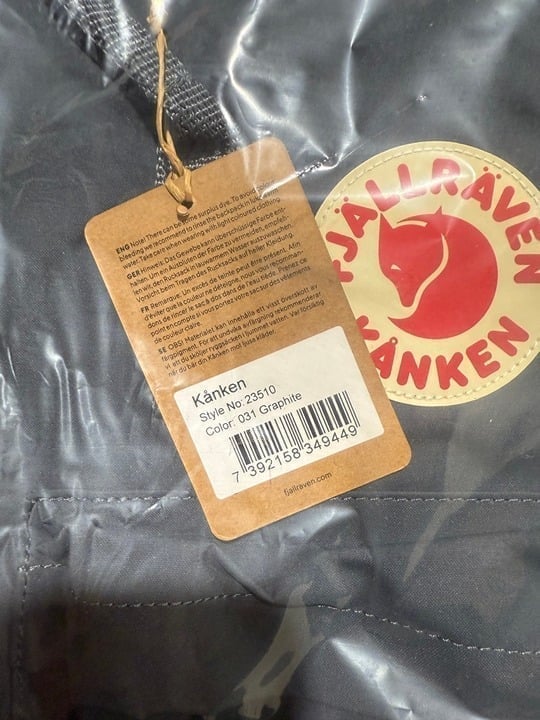 FJÄLLRÄVEN
KÅNKEN
ENG Note! There can be some surplus dye. To avoid
bleeding we recommended to rinse the backpack in lukewarm
water. Take care when wearing with light coloured clothing.
GER Hinweis: Das Gewebe kann überschüssige Farbe ent-
halten. Um ein Ausbluten der Farbe zu vermeiden, empfeh-
len wir, den Rucksack in warmem Wasser auszuwaschen.
Vorsicht beim Tragen des Rucksacks auf heller Kleidung.
FR Remarque: Un excès de teinte peut être présent. Afin
d'éviter que la couleur ne déteigne, nous vous recomman-
dons de rincer le sac à dos dans de l'eau tiède. Prenez ce
point en compte si vous portez votre sac sur des vêtements
de couleur claire.
SE OBS! Materialet kan innehålla ett visst överskott av
färgpigment. För att undvika avfärgning rekommenderar
vi att du sköljer ryggsäcken i ljummet vatten. Var försiktig
när du bär din Kånken mot ljusa kläder.
Kånken
Style No:23510
Color: 031 Graphite
7 392158 349449
fjallraven.com